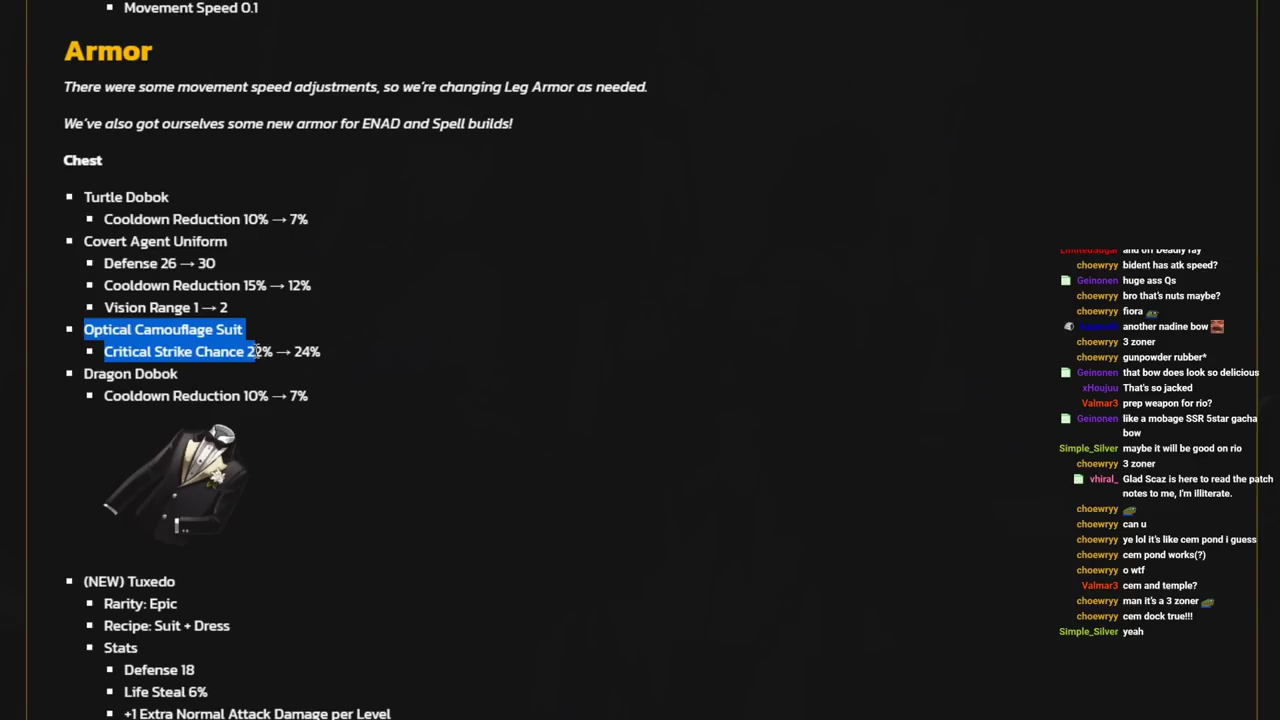 Movement Speed 0.1
Armor
There were some movement speed adjustments, so we're changing Leg Armor as needed.
We've also got ourselves some new armor for ENAD and Spell builds!
Chest
Turtle Dobok
Cooldown Reduction 10% → 7%
Covert Agent Uniform
Defense 26 → 30
Cooldown Reduction 15% → 12%
Vision Range 1 → 2
Optical Camouflage Suit
Critical Strike Chance 22% → 24%
Dragon Dobok
Cooldown Reduction 10% → 7%
(NEW) Tuxedo
Rarity: Epic
Recipe: Suit + Dress
Stats
Defense 18
Life Steal 6%
+1 Extra Normal Attack Damage per Level
LimitedSugar and off Deadly ray
choewryy bident has atk speed?
Geinonen huge ass Qs
choewryy bro that's nuts maybe?
choewryy fiora
another nadine bow
choewryy 3 zoner
choewryy gunpowder rubber*
Geinonen that bow does look so delicious
xHoujuu That's so jacked
Valmar3 prep weapon for rio?
Geinonen like a mobage SSR 5star gacha
bow
Simple_Silver maybe it will be good on rio
choewryy 3 zoner
vhiral_ Glad Scaz is here to read the patch
notes to me, I'm illiterate.
choewryy
choewryy can u
choewryy ye lol it's like cem pond i guess
choewryy cem pond works(?)
choewryy o wtf
Valmar3 cem and temple?
choewryy man it's a 3 zoner
choewryy cem dock true!!!
Simple_Silver yeah